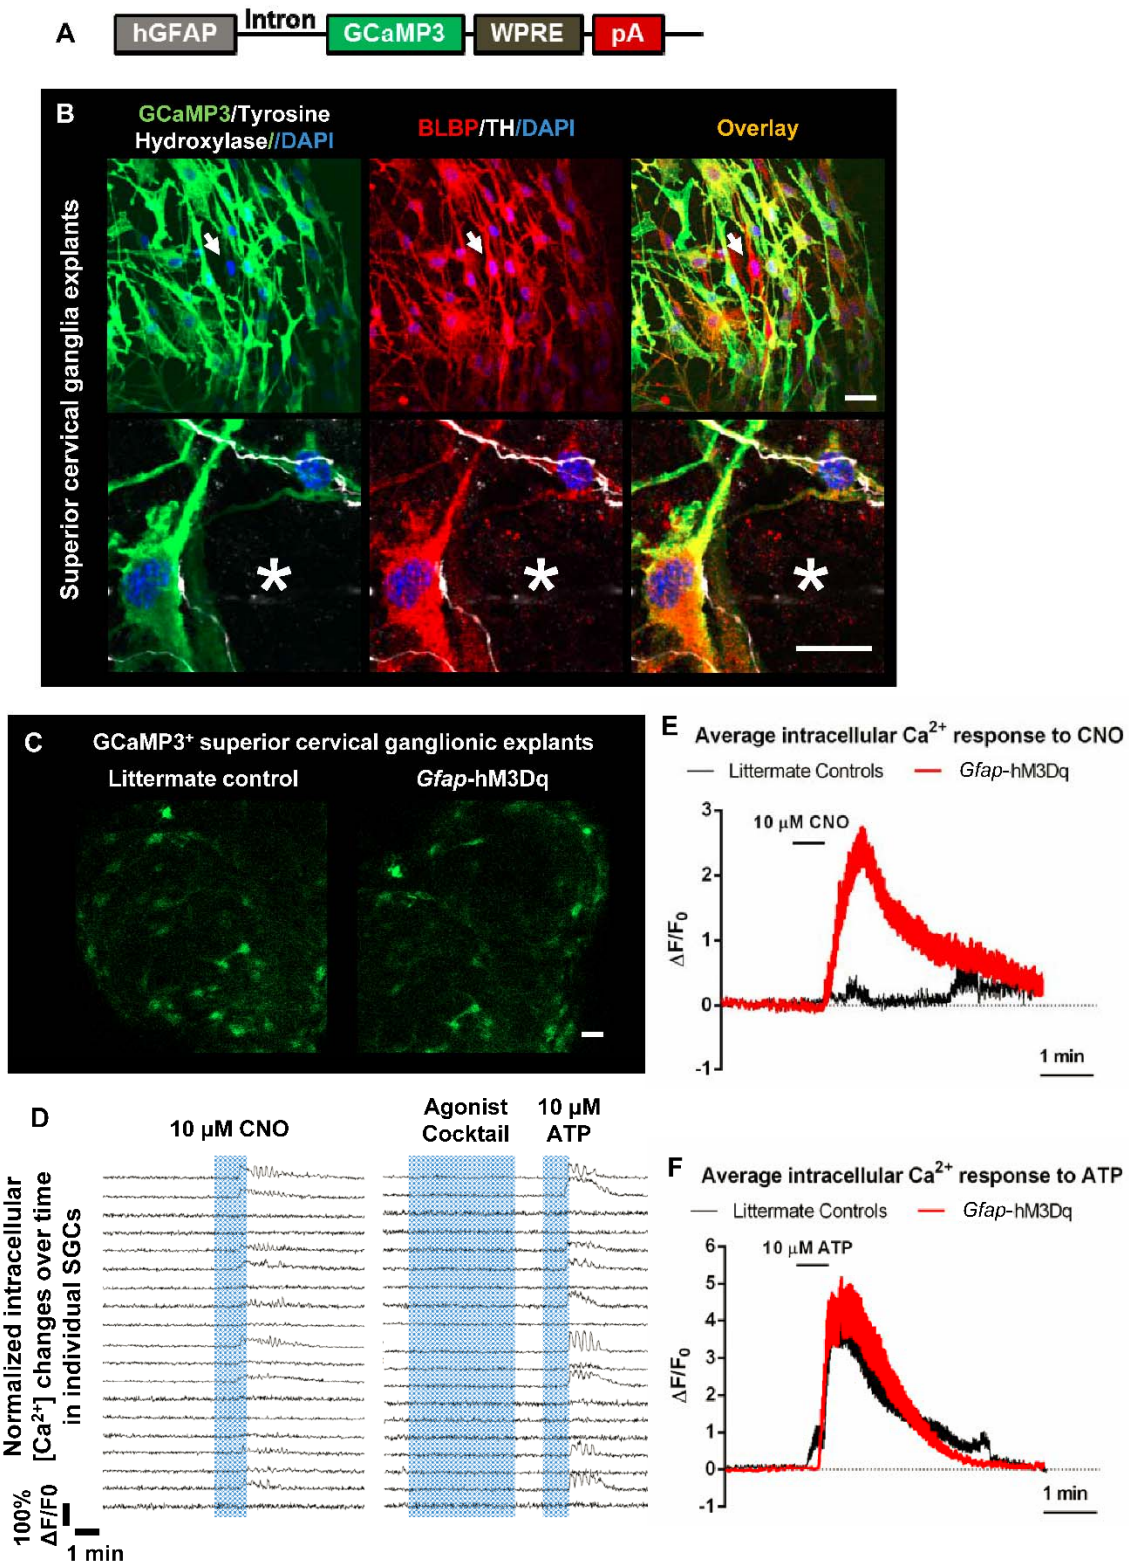 A
hGFAP Intron GCaMP3 WPRE pA
B
GCaMP3/Tyrosine
Hydroxylase//DAPI
BLBP/TH/DAPI
Overlay
Superior cervical ganglia explants
*
*
*
C
GCaMP3+ superior cervical ganglionic explants
Littermate control
Gfap-hM3Dq
D
10 µM CNO
Agonist
Cocktail
10 µM
ATP
Normalized intracellular
[Ca2+] changes over time
in individual SGCs
100%
ΔF/F0
1 min
E
Average intracellular Ca2+ response to CNO
Littermate Controls
Gfap-hM3Dq
10 µM CNO
3
2
1
0
-1
ΔF/F0
1 min
F
Average intracellular Ca2+ response to ATP
Littermate Controls
Gfap-hM3Dq
10 µM ATP
6
5
4
3
2
1
0
-1
ΔF/F0
1 min